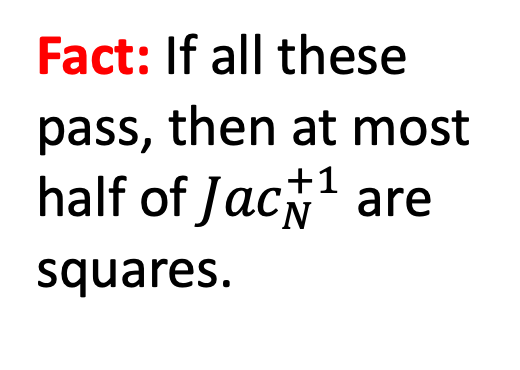 Fact: If all these
pass, then at most
half of $Jac_N^{+1}$ are
squares.